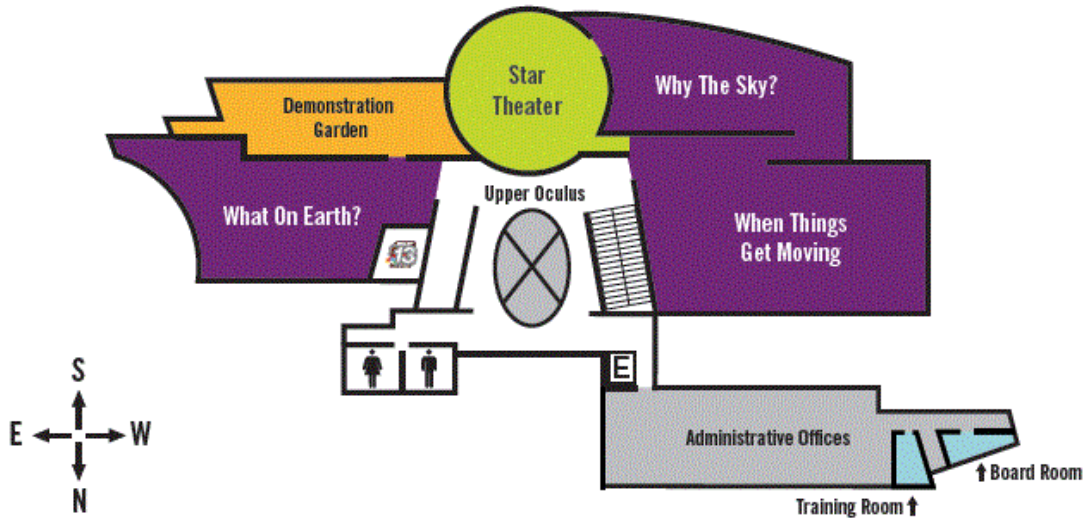 Star
Theater
Why The Sky?
Demonstration
Garden
Upper Oculus
What On Earth?
When Things
Get Moving
13
S
E
W
N
E
Administrative Offices
Board Room
Training Room